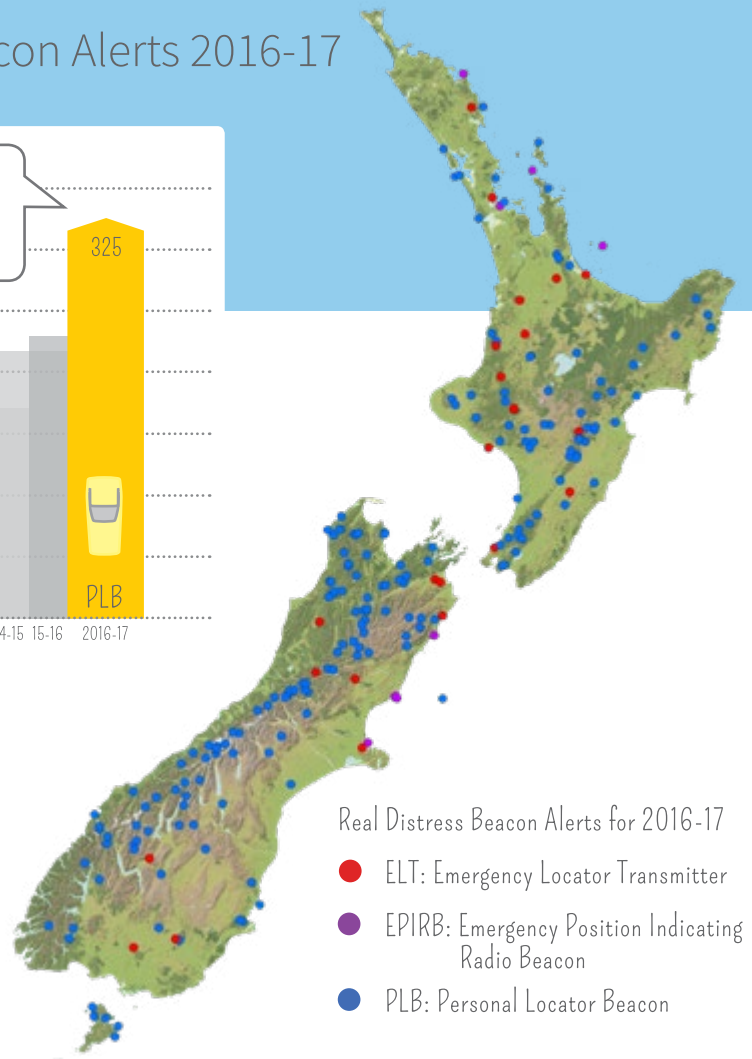 con Alerts 2016-17
325
PLB
4-15 15-16 2016-17
Real Distress Beacon Alerts for 2016-17
ELT: Emergency Locator Transmitter
EPIRB: Emergency Position Indicating
Radio Beacon
PLB: Personal Locator Beacon